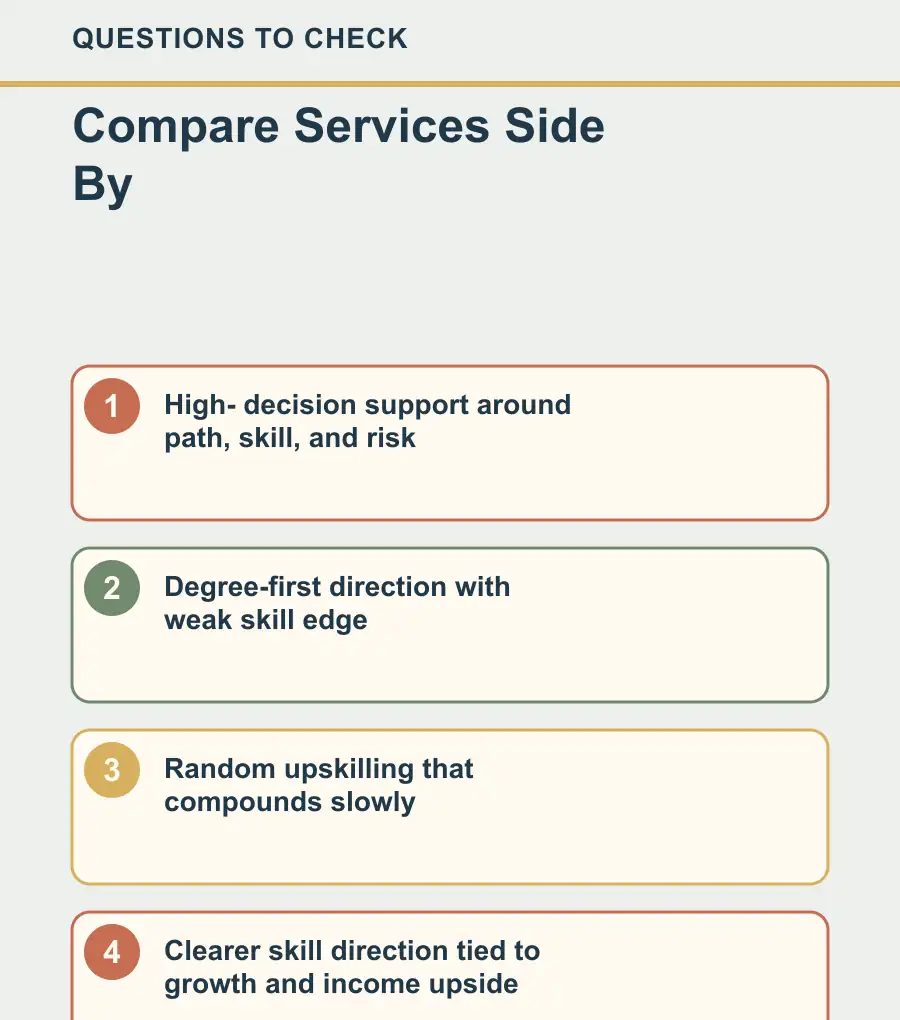 QUESTIONS TO CHECK
Compare Services Side
By
1
High- decision support around
path, skill, and risk
2
Degree-first direction with
weak skill edge
3
Random upskilling that
compounds slowly
4
Clearer skill direction tied to
growth and income upside